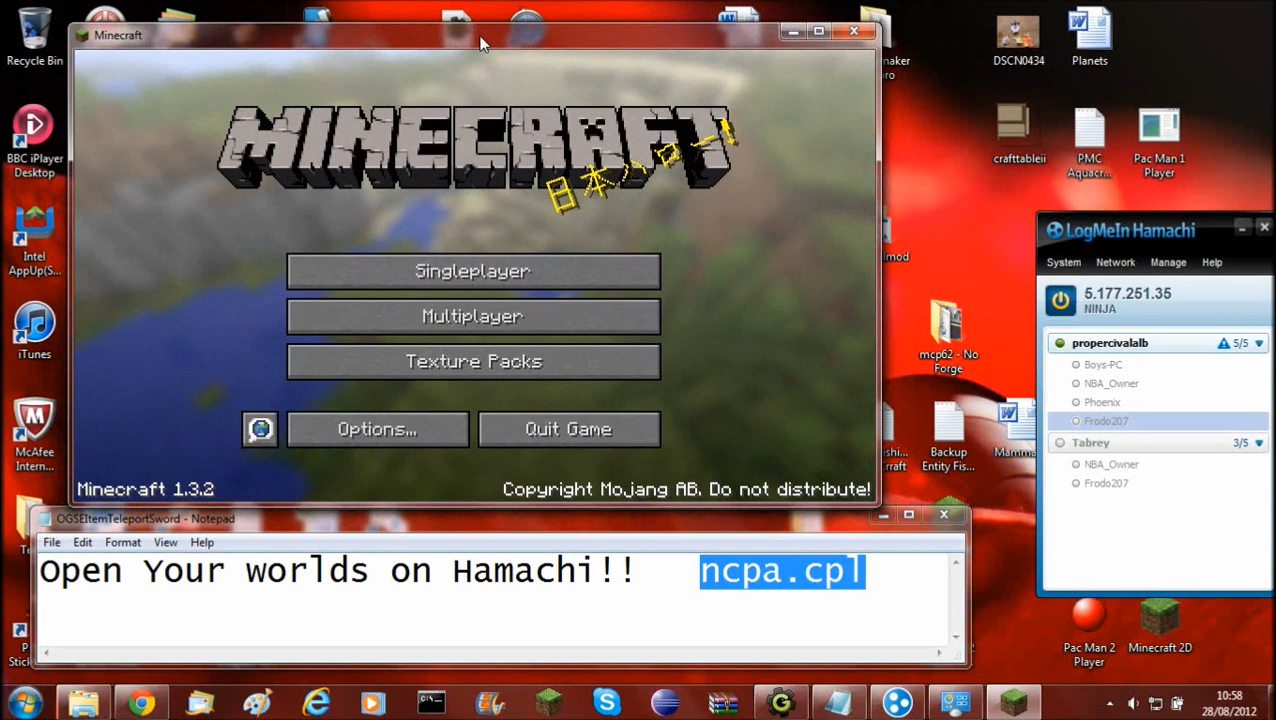 Recycle Bin
BBC iPlayer
Desktop
Intel
AppUp(S...
iTunes
McAfee
Intern...
Minecraft
MINECRAFT
日本ハロー!
Singleplayer
Multiplayer
Texture Packs
Options...
Quit Game
Minecraft 1.3.2
Copyright Mojang AB. Do not distribute!
maker
pro
DSCN0434
Planets
crafttableii
PMC
Aquacr...
Pac Man 1
Player
mcp62 - No
Forge
Backup
Entity Fis...
Mamma
LogMeIn Hamachi
System Network Manage Help
5.177.251.35
NINJA
propercivalalb 5/5
Boys-PC
NBA_Owner
Phoenix
Frodo207
Tabrey 3/5
NBA_Owner
Frodo207
OGSEItemTeleportSword - Notepad
File Edit Format View Help
Open Your worlds on Hamachi!! ncpa.cpl
Pac Man 2
Player
Minecraft 2D
10:58
28/08/2012